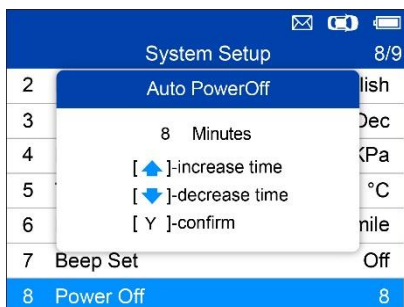 System Setup 8/9
Auto PowerOff
2 lish
3 Dec
8 Minutes
4 KPa
[ ]-increase time
5 °C
[ ]-decrease time
6 mile
[ Y ]-confirm
7 Beep Set Off
8 Power Off 8